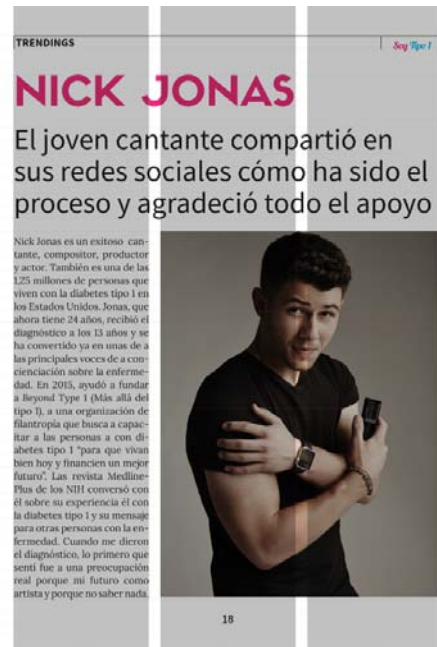 TRENDINGS
Soy Tipo 1
NICK JONAS
El joven cantante compartió en
sus redes sociales cómo ha sido el
proceso y agradeció todo el apoyo
Nick Jonas es un exitoso can-
tante, compositor, productor
y actor. También es una de las
1,25 millones de personas que
viven con la diabetes tipo 1 en
los Estados Unidos. Jonas, que
ahora tiene 24 años, recibió el
diagnóstico a los 13 años y se
ha convertido ya en unas de a
las principales voces de a con-
cienciación sobre la enferme-
dad. En 2015, ayudó a fundar
a Beyond Type 1 (Más allá del
tipo 1), a una organización de
filantropía que busca a capac-
itar a las personas a con di-
abetes tipo 1 “para que vivan
bien hoy y financien un mejor
futuro”. Las revista Medline-
Plus de los NIH conversó con
él sobre su experiencia él con
la diabetes tipo 1 y su mensaje
para otras personas con la en-
fermedad. Cuando me dieron
el diagnóstico, lo primero que
sentí fue a una preocupación
real porque mi futuro como
artista y porque no saber nada.
18